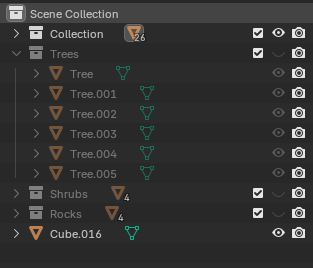 Scene Collection
Collection 26
Trees
Tree
Tree.001
Tree.002
Tree.003
Tree.004
Tree.005
Shrubs 4
Rocks 4
Cube.016